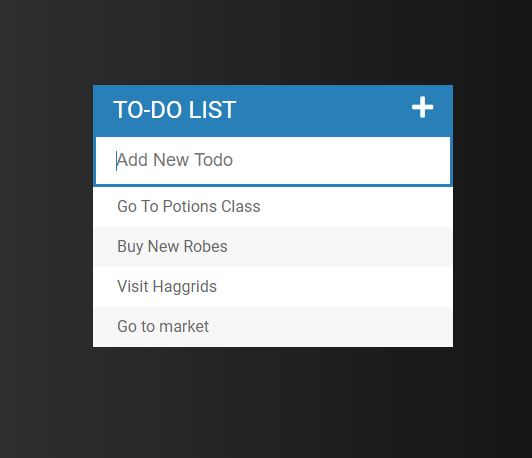 TO-DO LIST
Add New Todo
Go To Potions Class
Buy New Robes
Visit Haggrids
Go to market